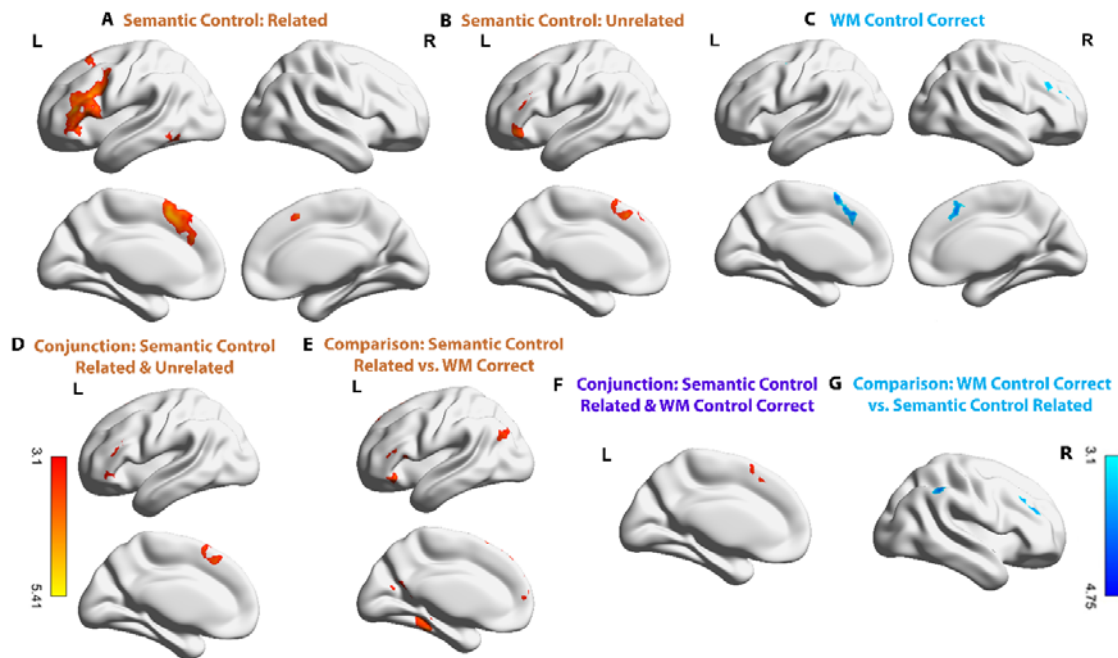 A Semantic Control: Related
B Semantic Control: Unrelated
C WM Control Correct
L
R
L
L
R
D Conjunction: Semantic Control
Related & Unrelated
E Comparison: Semantic Control
Related vs. WM Correct
F Conjunction: Semantic Control
Related & WM Control Correct
G Comparison: WM Control Correct
vs. Semantic Control Related
L
L
L
R
3.1
5.41
3.1
4.75